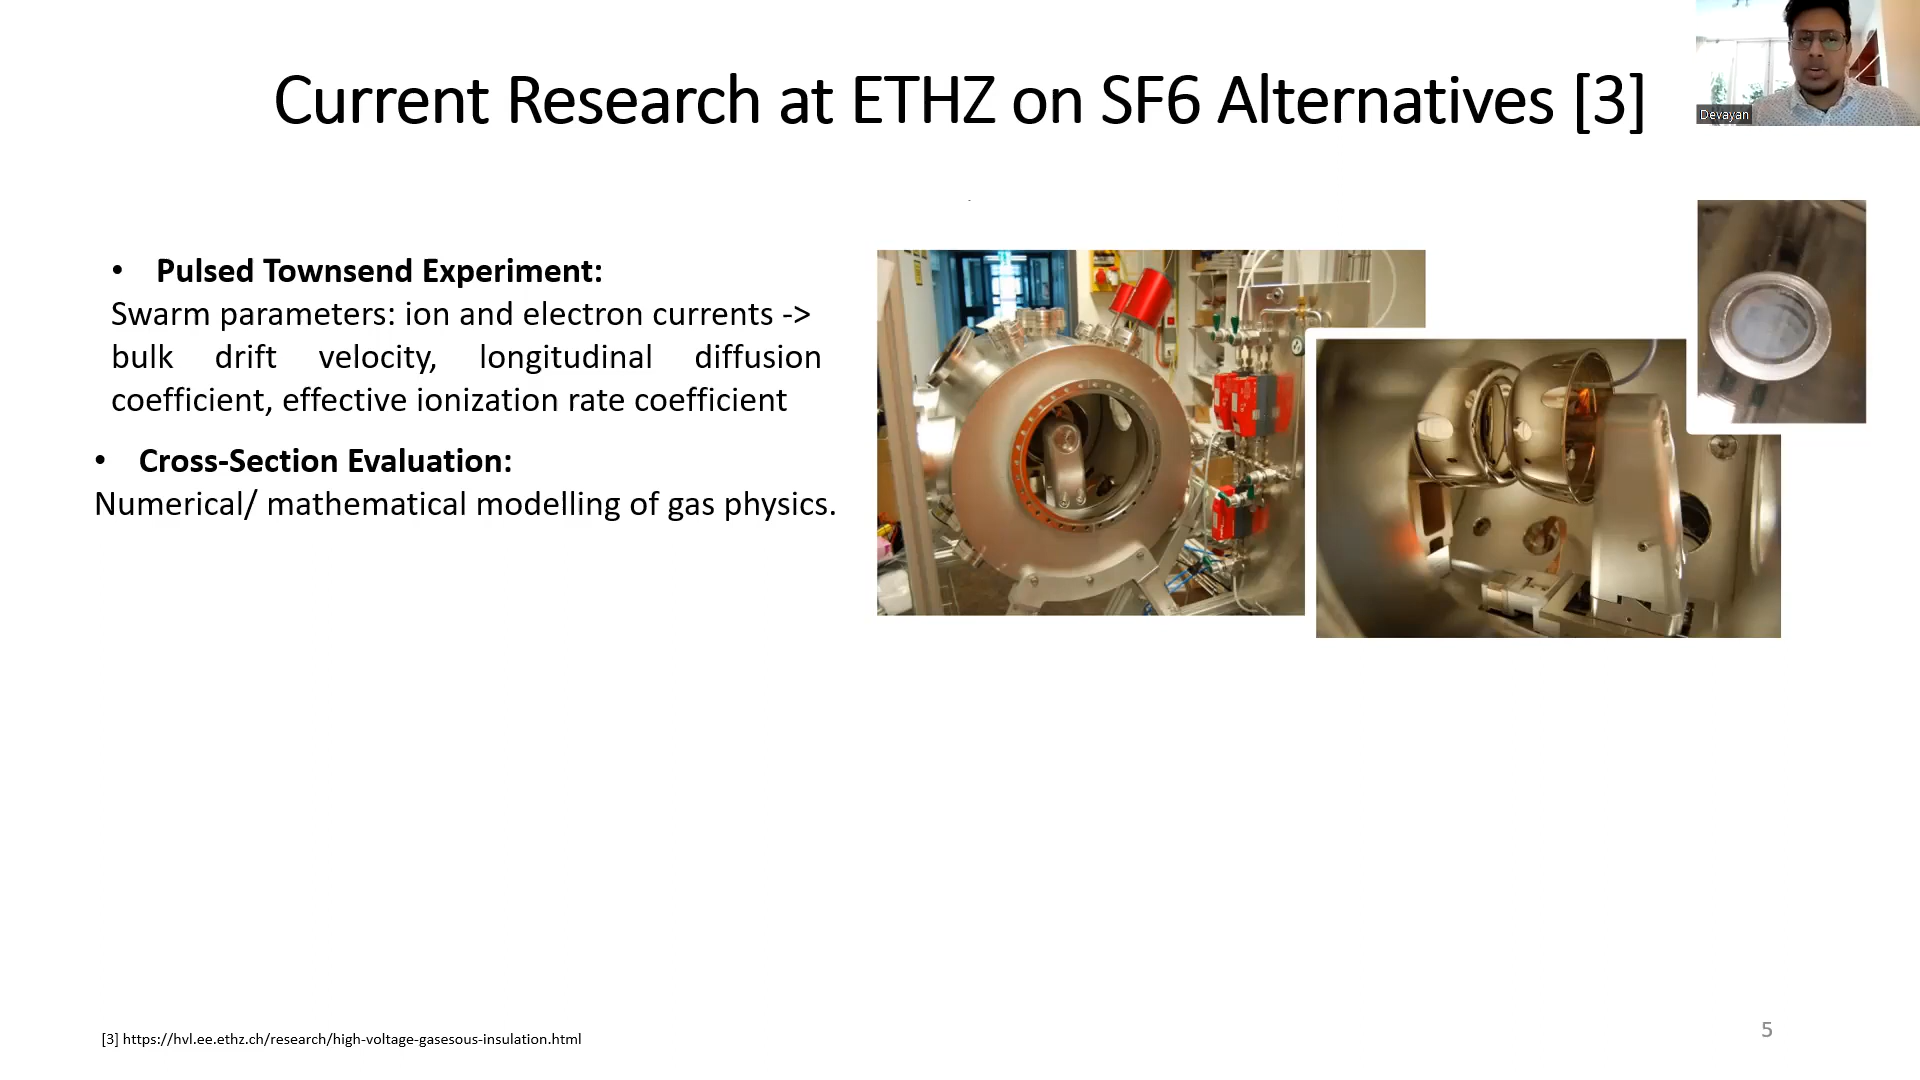 Current Research at ETHZ on SF6 Alternatives [3]
Devayan
• Pulsed Townsend Experiment:
Swarm parameters: ion and electron currents ->
bulk drift velocity, longitudinal diffusion
coefficient, effective ionization rate coefficient
• Cross-Section Evaluation:
Numerical/ mathematical modelling of gas physics.
[3] https://hvl.ee.ethz.ch/research/high-voltage-gasesous-insulation.html
5